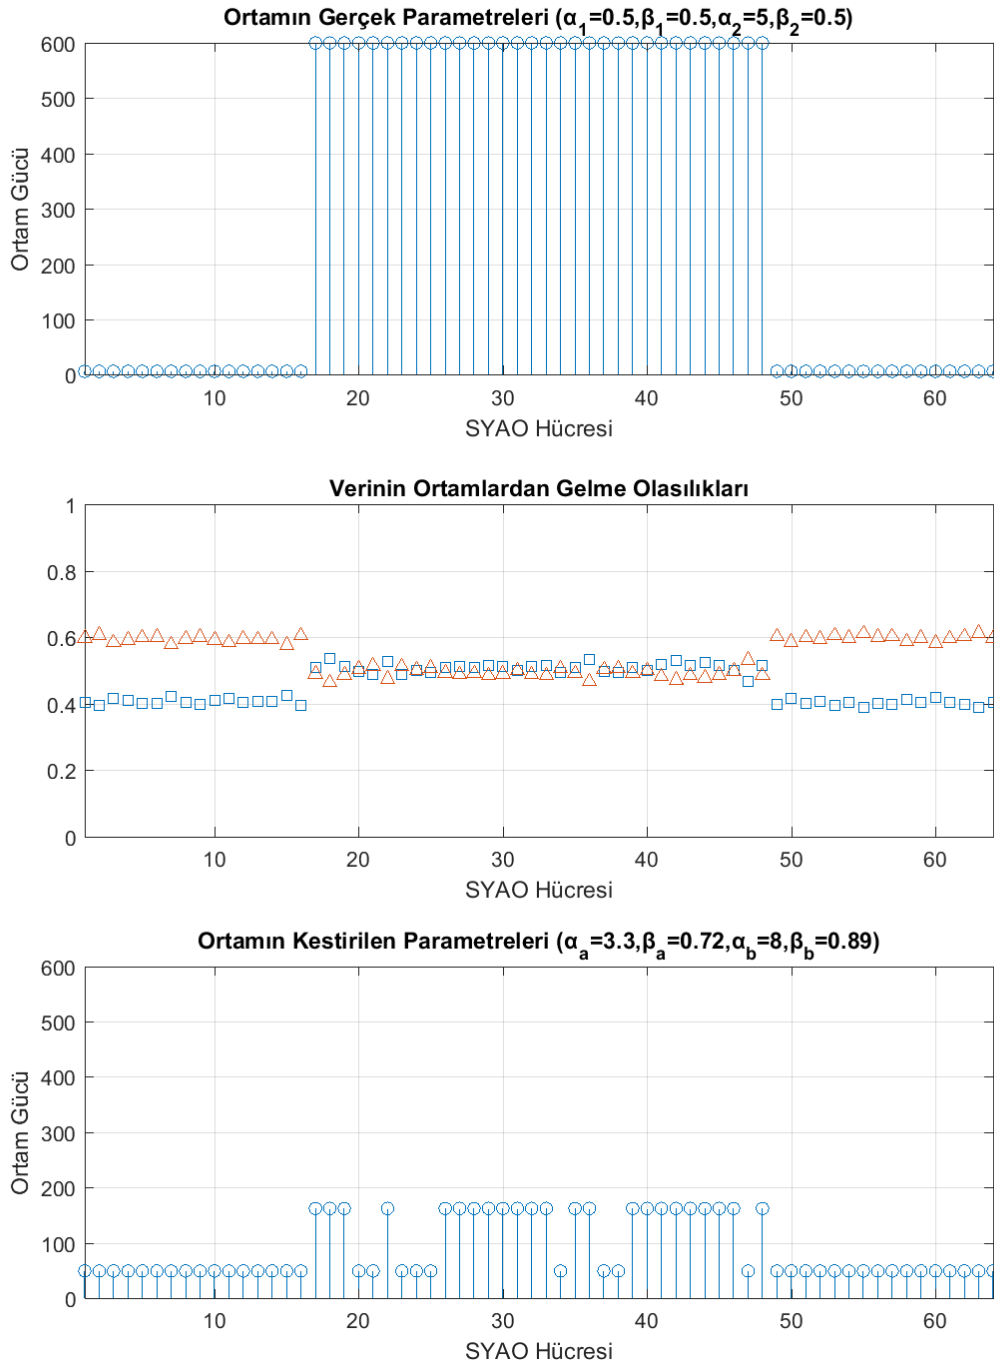 Ortamın Gerçek Parametreleri (α₁=0.5,β₁=0.5,α₂=5,β₂=0.5)
600
500
400
300
200
100
0
Ortam Gücü
10 20 30 40 50 60
SYAO Hücresi
Verinin Ortamlardan Gelme Olasılıkları
1
0.8
0.6
0.4
0.2
0
10 20 30 40 50 60
SYAO Hücresi
Ortamın Kestirilen Parametreleri (α_a=3.3,β_a=0.72,α_b=8,β_b=0.89)
600
500
400
300
200
100
0
Ortam Gücü
10 20 30 40 50 60
SYAO Hücresi